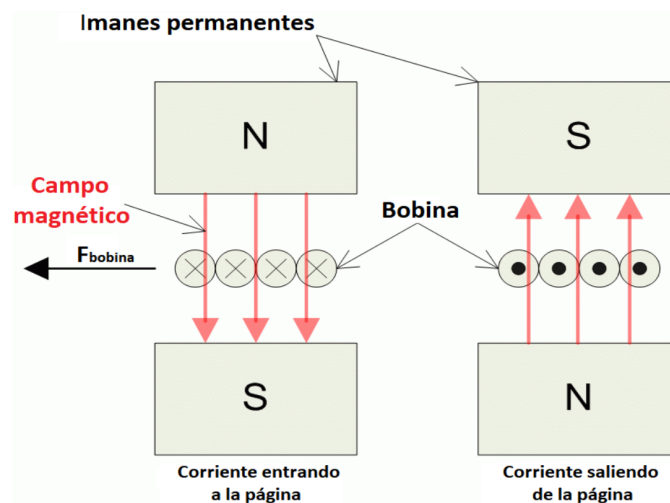 Imanes permanentes
N
S
Campo
magnético
Bobina
Fbobina
S
N
Corriente entrando
a la página
Corriente saliendo
de la página